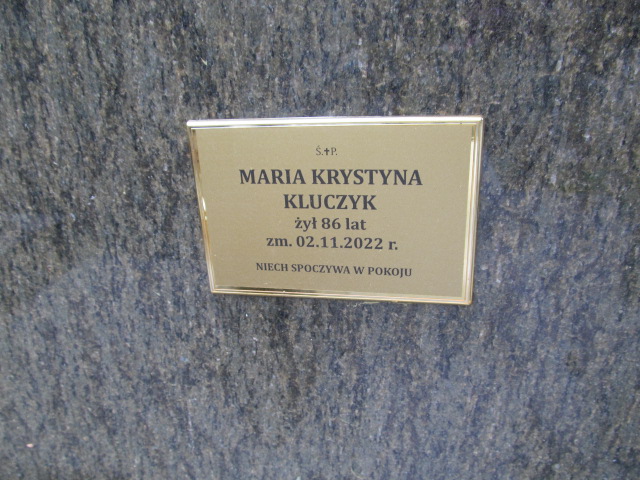 Ś.✝P.
MARIA KRYSTYNA
KLUCZYK
żył 86 lat
zm. 02.11.2022 r.
NIECH SPOCZYWA W POKOJU